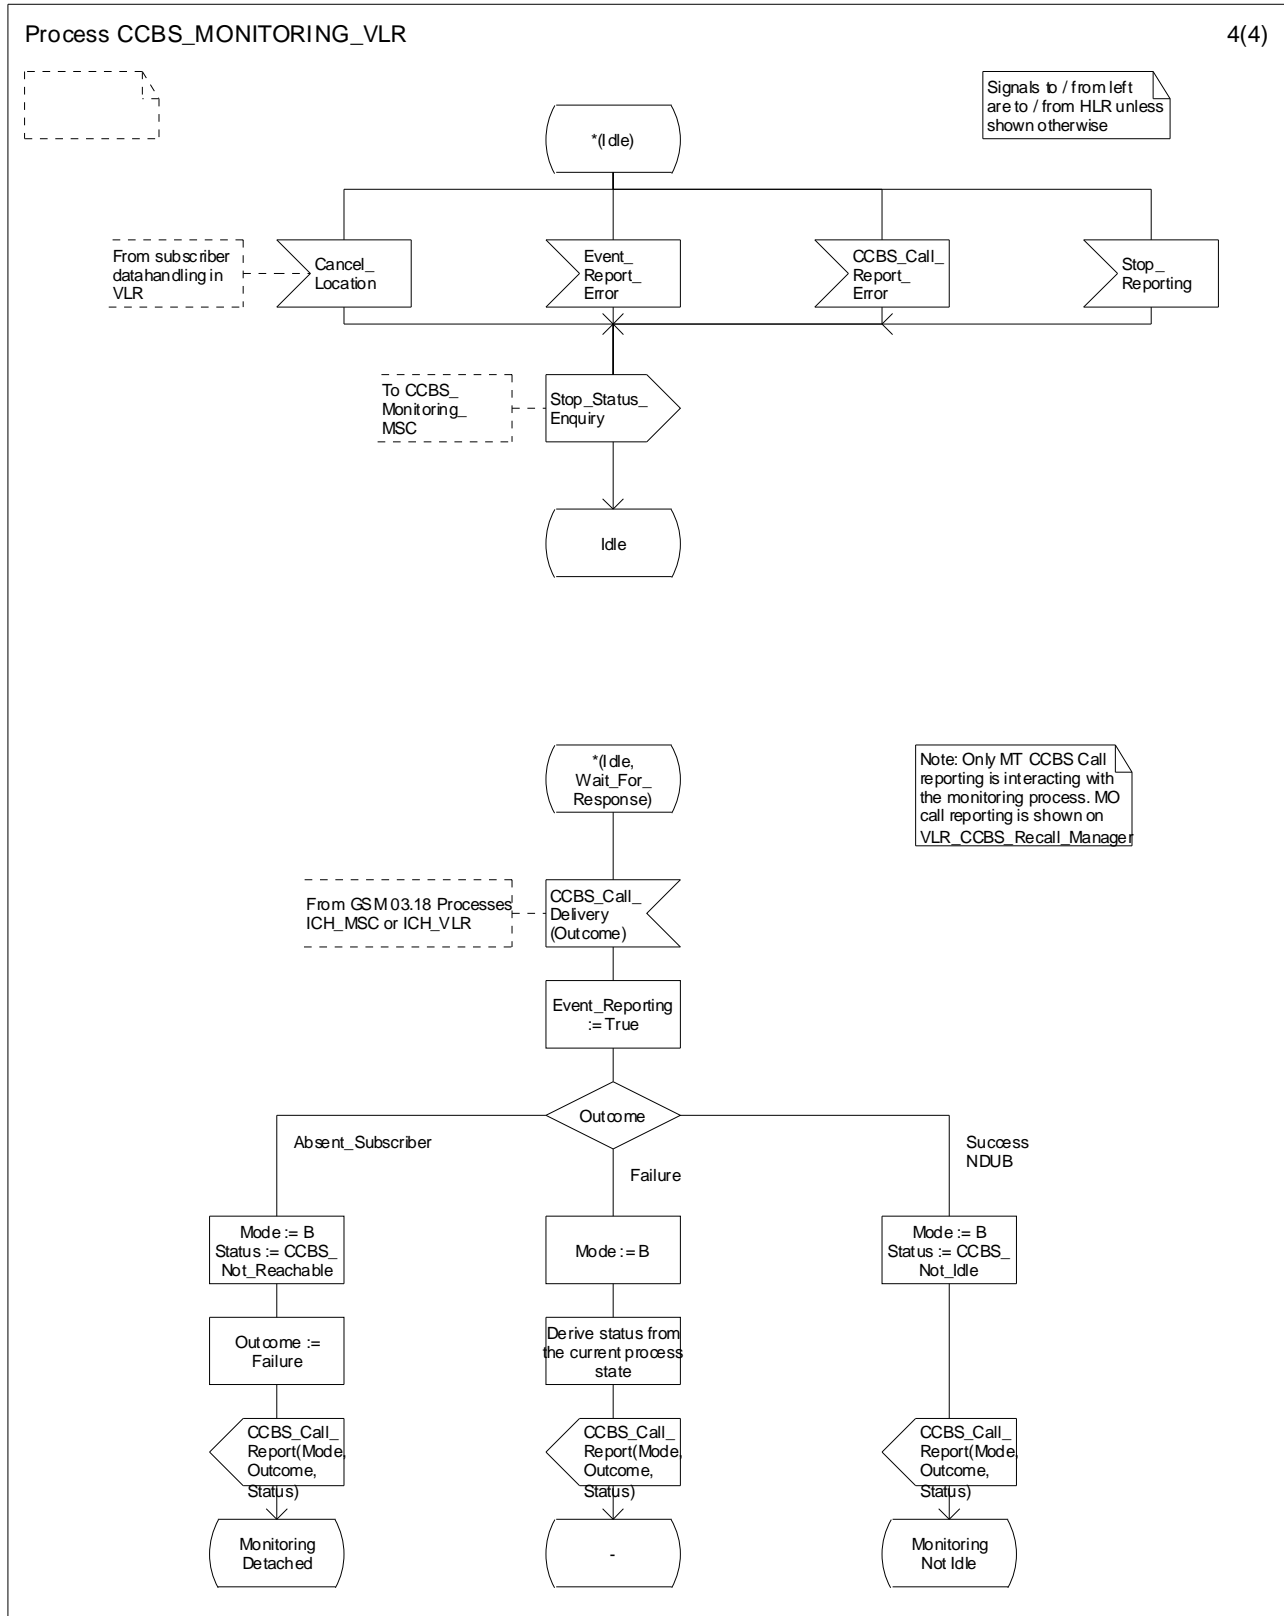 Process CCBS_MONITORING_VLR
4(4)
Signals to / from left
are to / from HLR unless
shown otherwise
*(Idle)
From subscriber
data handling in
VLR
Cancel_
Location
Event_
Report_
Error
CCBS_Call_
Report_
Error
Stop_
Reporting
To CCBS_
Monitoring_
MSC
Stop_Status_
Enquiry
Idle
*(Idle,
Wait_For_
Response)
Note: Only MT CCBS Call
reporting is interacting with
the monitoring process. MO
call reporting is shown on
VLR_CCBS_Recall_Manager
From GSM 03.18 Processes
ICH_MSC or ICH_VLR
CCBS_Call_
Delivery
(Outcome)
Event_Reporting
:= True
Outcome
Absent_Subscriber
Failure
Success
NDUB
Mode := B
Status := CCBS_
Not_Reachable
Mode := B
Mode := B
Status := CCBS_
Not_Idle
Outcome :=
Failure
Derive status from
the current process
state
CCBS_Call_
Report(Mode,
Outcome,
Status)
CCBS_Call_
Report(Mode,
Outcome,
Status)
CCBS_Call_
Report(Mode,
Outcome,
Status)
Monitoring
Detached
-
Monitoring
Not Idle